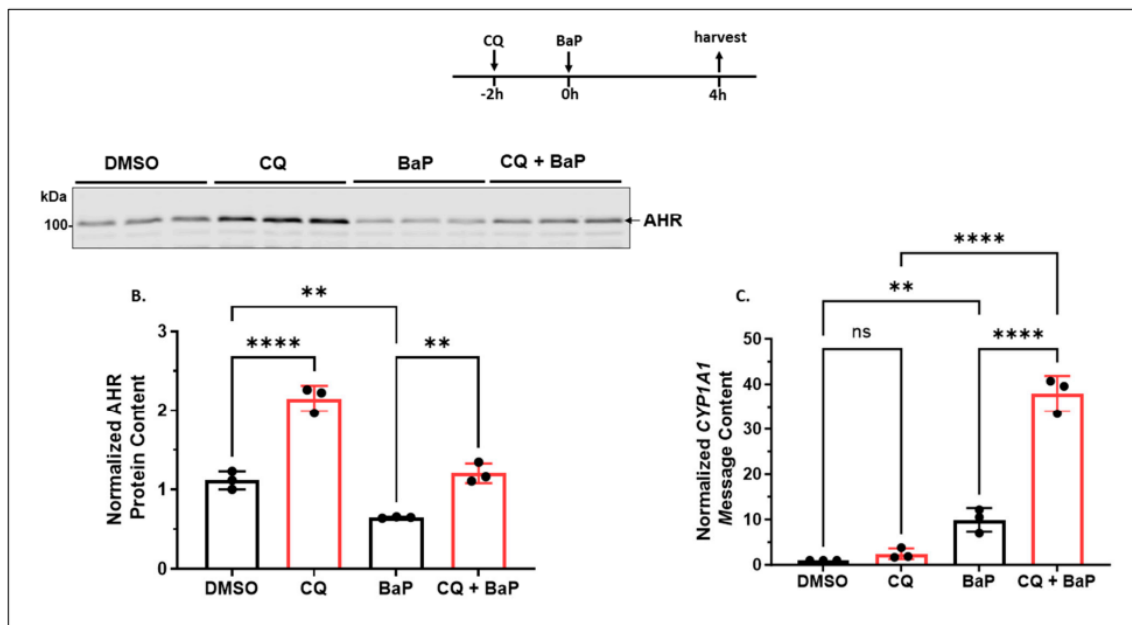 CQ BaP harvest
-2h 0h 4h
DMSO CQ BaP CQ + BaP
kDa
100 AHR
B.
** 
**** **
Normalized AHR
Protein Content
3
2
1
0
DMSO CQ BaP CQ + BaP
C.
****
**
ns ****
Normalized CYP1A1
Message Content
50
40
30
20
10
0
DMSO CQ BaP CQ + BaP